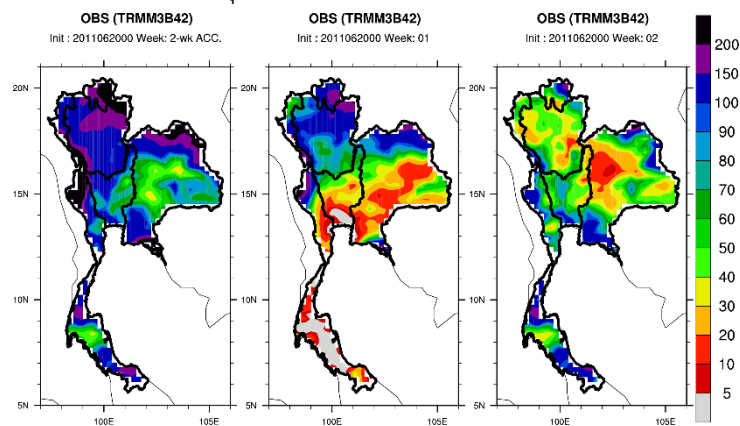 OBS (TRMM3B42)
Init : 2011062000 Week: 2-wk ACC.
OBS (TRMM3B42)
Init : 2011062000 Week: 01
OBS (TRMM3B42)
Init : 2011062000 Week: 02
20N
15N
10N
5N
100E
105E
20N
15N
10N
5N
100E
105E
20N
15N
10N
5N
100E
105E
200
150
100
90
80
70
60
50
40
30
20
10
5